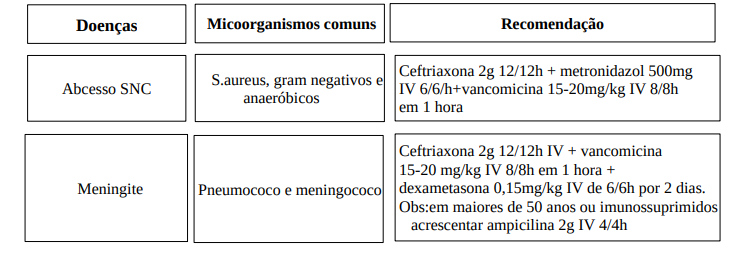 Doenças
Micoorganismos comuns
Recomendação
Abcesso SNC
S.aureus, gram negativos e
anaeróbicos
Ceftriaxona 2g 12/12h + metronidazol 500mg
IV 6/6/h+vancomicina 15-20mg/kg IV 8/8h
em 1 hora
Meningite
Pneumococo e meningococo
Ceftriaxona 2g 12/12h IV + vancomicina
15-20 mg/kg IV 8/8h em 1 hora +
dexametasona 0,15mg/kg IV de 6/6h por 2 dias.
Obs:em maiores de 50 anos ou imunossuprimidos
acrescentar ampicilina 2g IV 4/4h